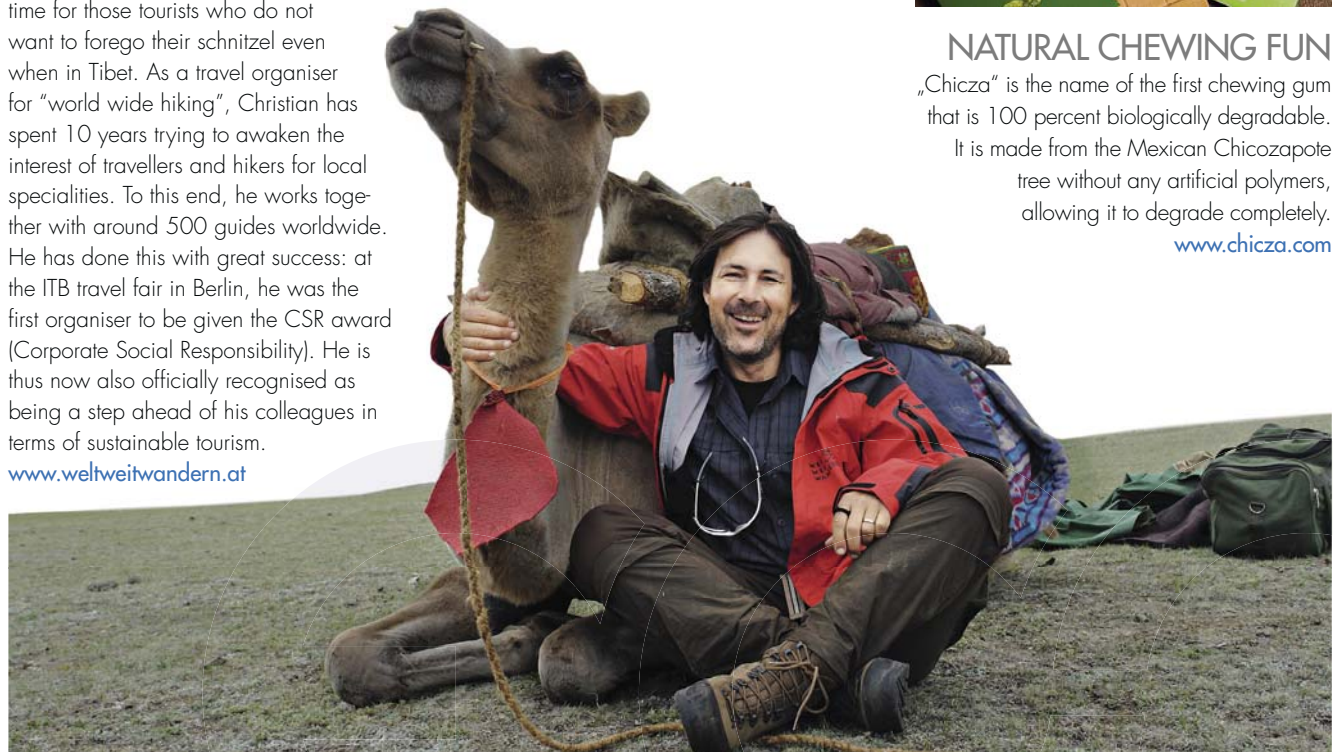 time for those tourists who do not
want to forego their schnitzel even
when in Tibet. As a travel organiser
for “world wide hiking”, Christian has
spent 10 years trying to awaken the
interest of travellers and hikers for local
specialities. To this end, he works toge-
ther with around 500 guides worldwide.
He has done this with great success: at
the ITB travel fair in Berlin, he was the
first organiser to be given the CSR award
(Corporate Social Responsibility). He is
thus now also officially recognised as
being a step ahead of his colleagues in
terms of sustainable tourism.
www.weltweitwandern.at
NATURAL CHEWING FUN
„Chicza“ is the name of the first chewing gum
that is 100 percent biologically degradable.
It is made from the Mexican Chicozapote
tree without any artificial polymers,
allowing it to degrade completely.
www.chicza.com